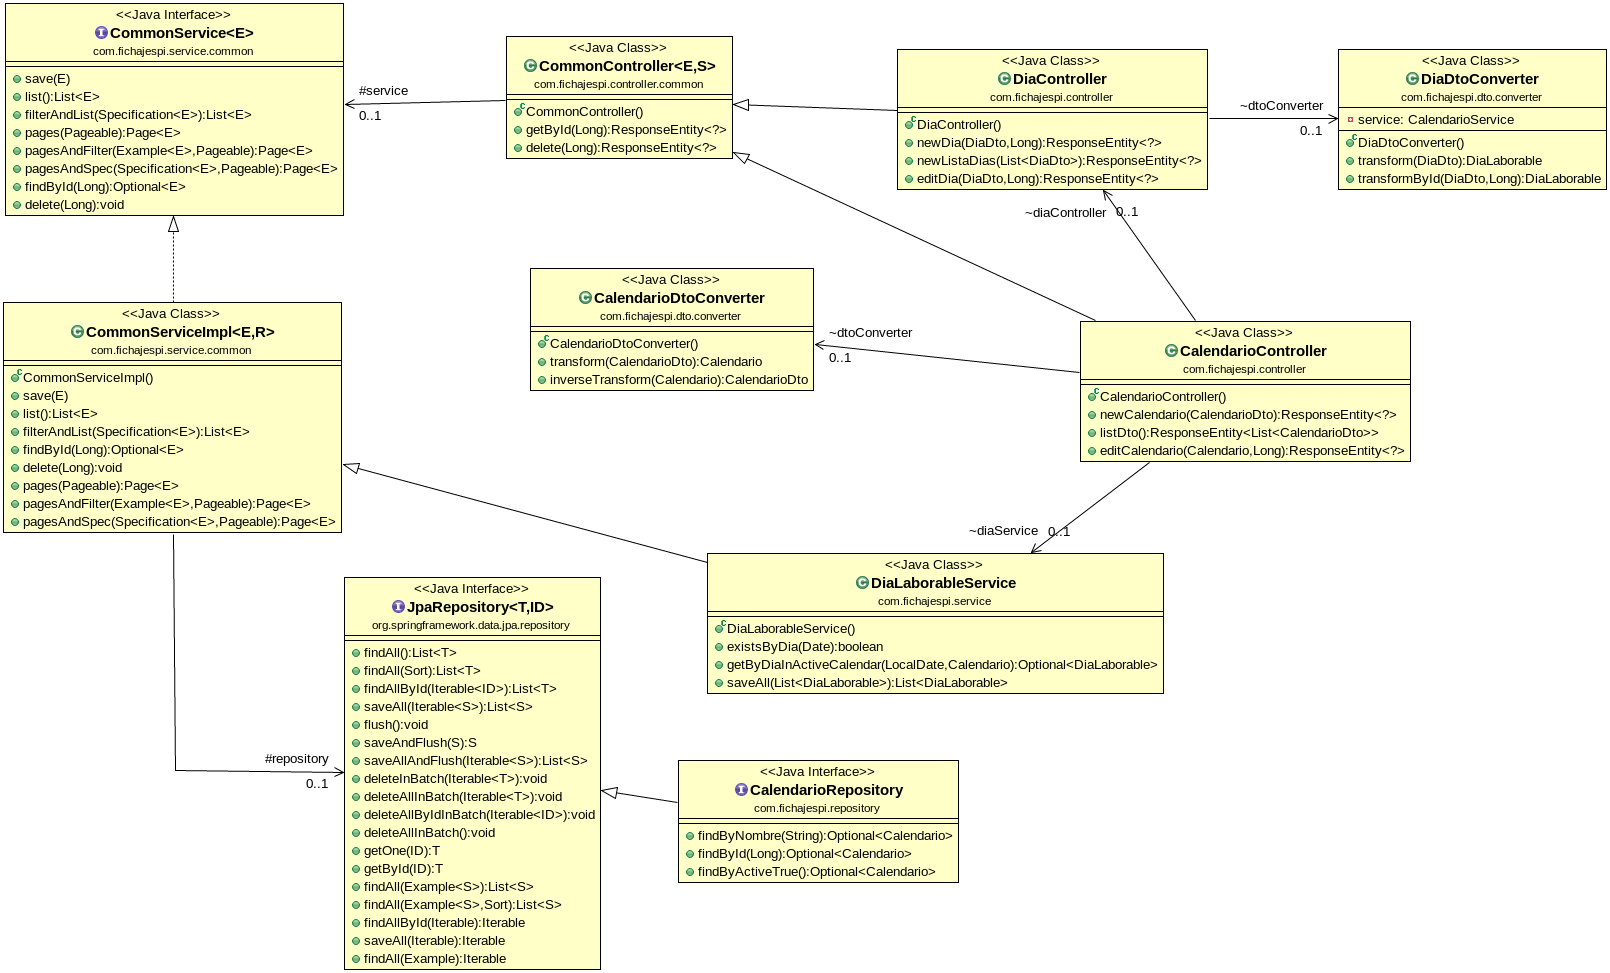 <<Java Interface>>
CommonService<E>
com.fichajespi.service.common
save(E)
list():List<E>
filterAndList(Specification<E>):List<E>
pages(Pageable):Page<E>
pagesAndFilter(Example<E>,Pageable):Page<E>
pagesAndSpec(Specification<E>,Pageable):Page<E>
findById(Long):Optional<E>
delete(Long):void
#service
0..1
<<Java Class>>
CommonController<E,S>
com.fichajespi.controller.common
CommonController()
getById(Long):ResponseEntity<?>
delete(Long):ResponseEntity<?>
<<Java Class>>
DiaController
com.fichajespi.controller
DiaController()
newDia(DiaDto,Long):ResponseEntity<?>
newListaDias(List<DiaDto>):ResponseEntity<?>
editDia(DiaDto,Long):ResponseEntity<?>
~dtoConverter
0..1
<<Java Class>>
DiaDtoConverter
com.fichajespi.dto.converter
service: CalendarioService
DiaDtoConverter()
transform(DiaDto):DiaLaborable
transformById(DiaDto,Long):DiaLaborable
~diaController
0..1
<<Java Class>>
CalendarioDtoConverter
com.fichajespi.dto.converter
CalendarioDtoConverter()
transform(CalendarioDto):Calendario
inverseTransform(Calendario):CalendarioDto
~dtoConverter
0..1
<<Java Class>>
CalendarioController
com.fichajespi.controller
CalendarioController()
newCalendario(CalendarioDto):ResponseEntity<?>
listDto():ResponseEntity<List<CalendarioDto>>
editCalendario(Calendario,Long):ResponseEntity<?>
<<Java Class>>
CommonServiceImpl<E,R>
com.fichajespi.service.common
CommonServiceImpl()
save(E)
list():List<E>
filterAndList(Specification<E>):List<E>
findById(Long):Optional<E>
delete(Long):void
pages(Pageable):Page<E>
pagesAndFilter(Example<E>,Pageable):Page<E>
pagesAndSpec(Specification<E>,Pageable):Page<E>
~diaService
0..1
<<Java Class>>
DiaLaborableService
com.fichajespi.service
DiaLaborableService()
existsByDia(Date):boolean
getByDiaInActiveCalendar(LocalDate,Calendario):Optional<DiaLaborable>
saveAll(List<DiaLaborable>):List<DiaLaborable>
#repository
0..1
<<Java Interface>>
JpaRepository<T,ID>
org.springframework.data.jpa.repository
findAll():List<T>
findAll(Sort):List<T>
findAllById(Iterable<ID>):List<T>
saveAll(Iterable<S>):List<S>
flush():void
saveAndFlush(S):S
saveAllAndFlush(Iterable<S>):List<S>
deleteInBatch(Iterable<T>):void
deleteAllInBatch(Iterable<T>):void
deleteAllByIdInBatch(Iterable<ID>):void
deleteAllInBatch():void
getOne(ID):T
getById(ID):T
findAll(Example<S>):List<S>
findAll(Example<S>,Sort):List<S>
findAllById(Iterable):Iterable
saveAll(Iterable):Iterable
findAll(Example):Iterable
<<Java Interface>>
CalendarioRepository
com.fichajespi.repository
findByNombre(String):Optional<Calendario>
findById(Long):Optional<Calendario>
findByActiveTrue():Optional<Calendario>